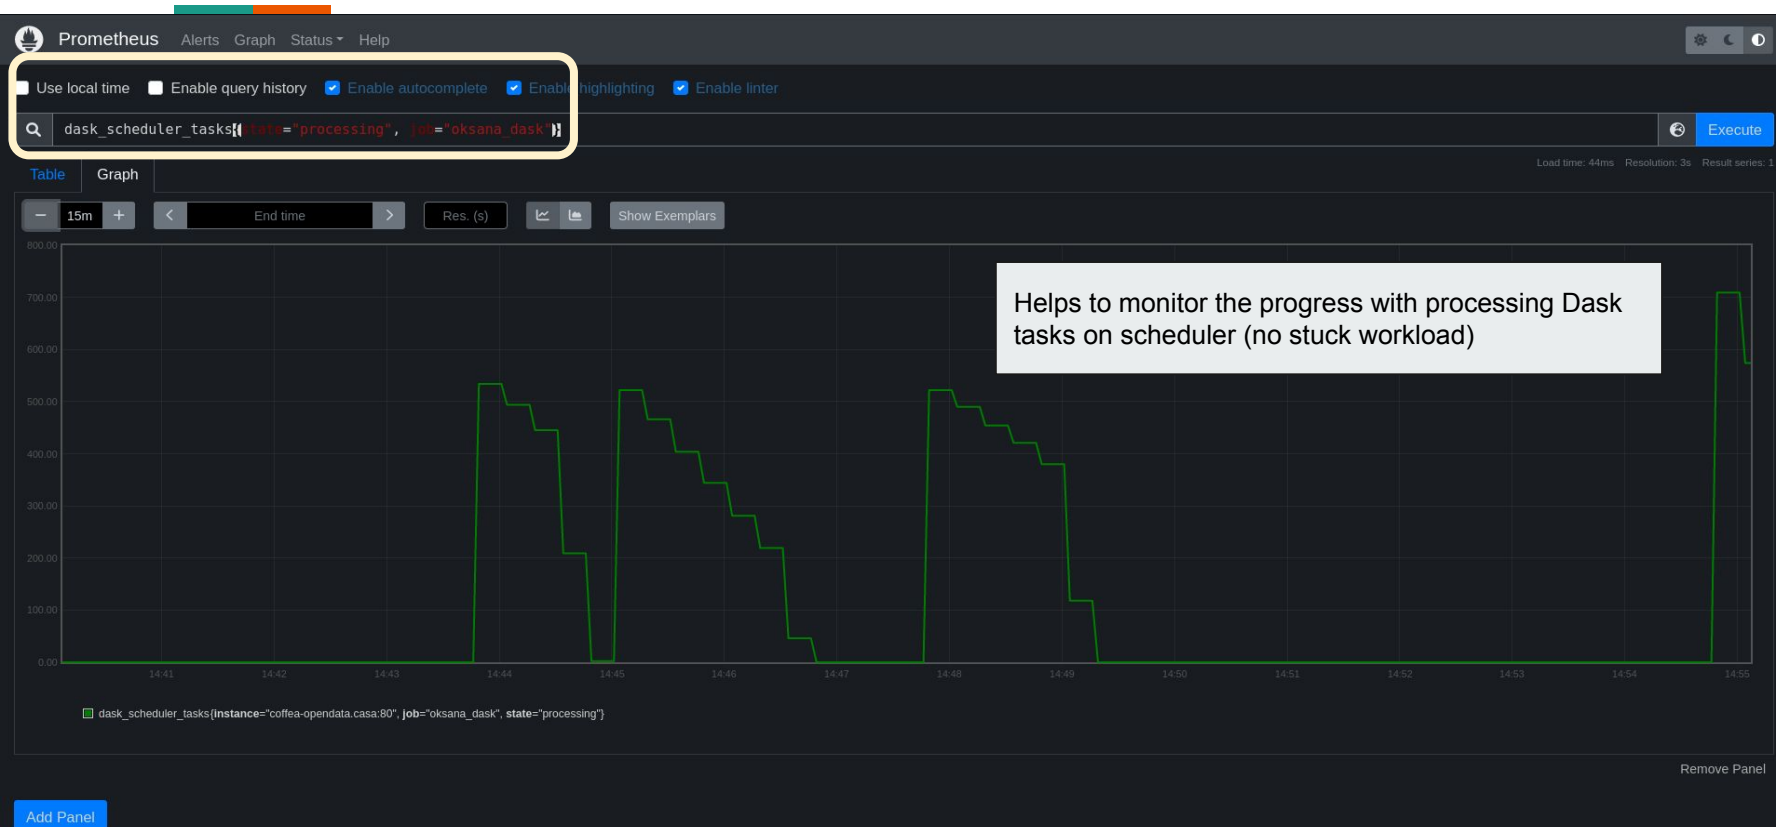 Prometheus Alerts Graph Status Help
Use local time Enable query history Enable autocomplete Enable highlighting Enable linter
dask_scheduler_tasks{state="processing", job="oksana_dask"} Execute
Load time: 44ms Resolution: 3s Result series: 1
Table Graph
− 15m + < End time > Res. (s) Show Exemplars
800.00
Helps to monitor the progress with processing Dask
tasks on scheduler (no stuck workload)
700.00
600.00
500.00
400.00
300.00
200.00
100.00
0.00
14:41 14:42 14:43 14:44 14:45 14:46 14:47 14:48 14:49 14:50 14:51 14:52 14:53 14:54 14:55
dask_scheduler_tasks{instance="coffea-opendata.casa:80", job="oksana_dask", state="processing"}
Remove Panel
Add Panel